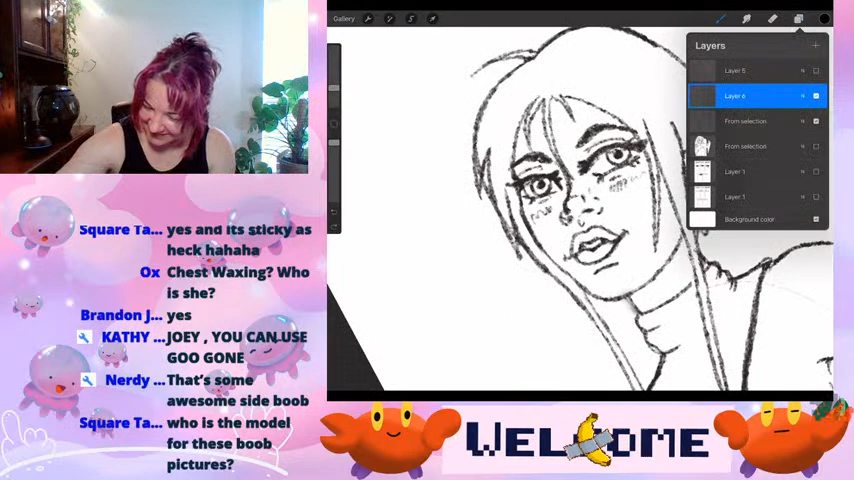 Gallery
Layers
Layer 5
N
Layer 6
N
From selection
N
From selection
N
Layer 1
N
Layer 1
N
Background color
Square Ta... yes and its sticky as
heck hahaha
Ox Chest Waxing? Who
is she?
Brandon J... yes
KATHY ... JOEY , YOU CAN USE
GOO GONE
Nerdy ... That's some
awesome side boob
Square Ta... who is the model
for these boob
pictures?
WELCOME